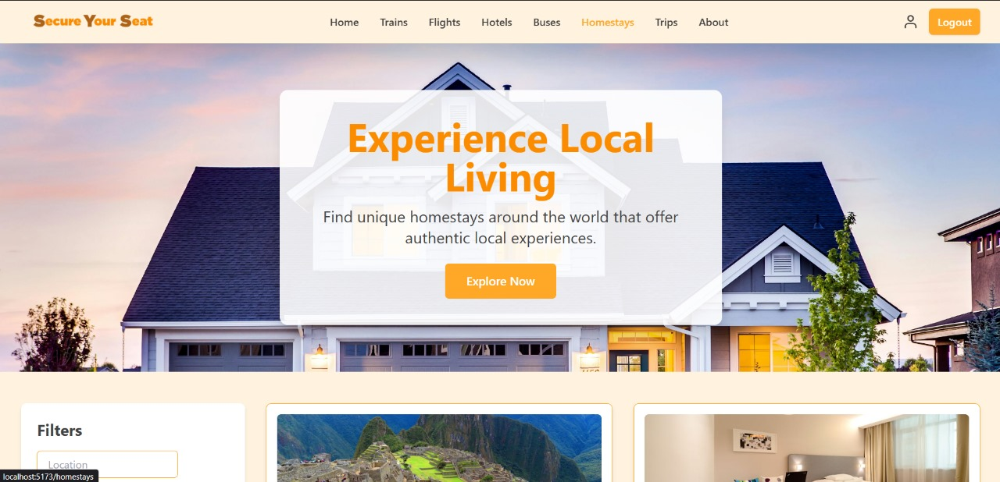 Secure Your Seat
Home Trains Flights Hotels Buses Homestays Trips About
Logout
Experience Local
Living
Find unique homestays around the world that offer
authentic local experiences.
Explore Now
Filters
Location
localhost:5173/homestays